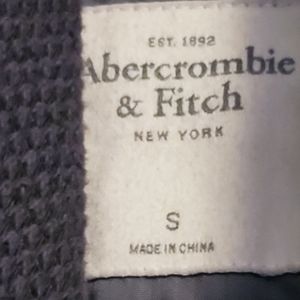 EST. 1892
Abercrombie
& Fitch
NEW YORK
S
MADE IN CHINA